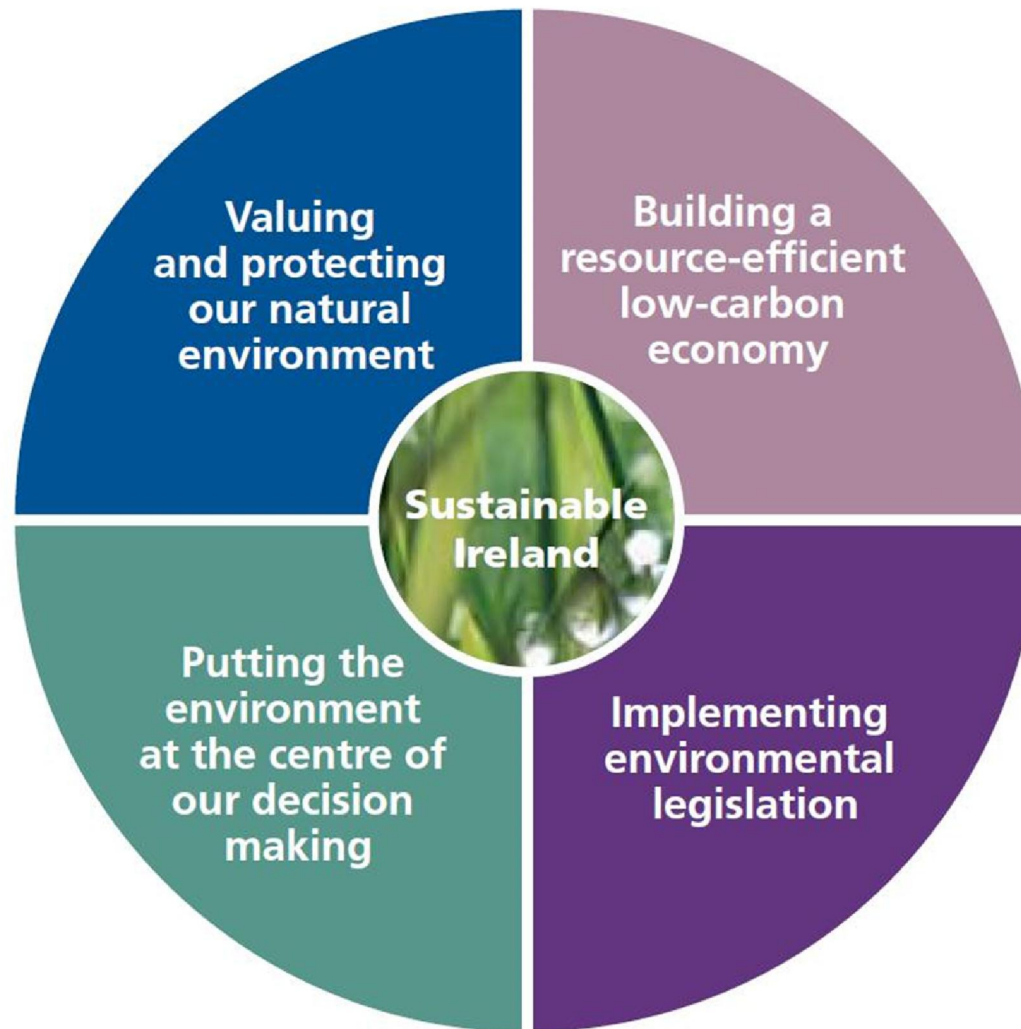 Valuing
and protecting
our natural
environment
Building a
resource-efficient
low-carbon
economy
Sustainable
Ireland
Putting the
environment
at the centre of
our decision
making
Implementing
environmental
legislation